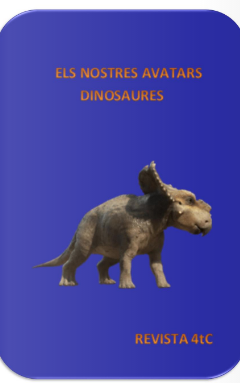 ELS NOSTRES AVATARS
DINOSAURES
REVISTA 4tC